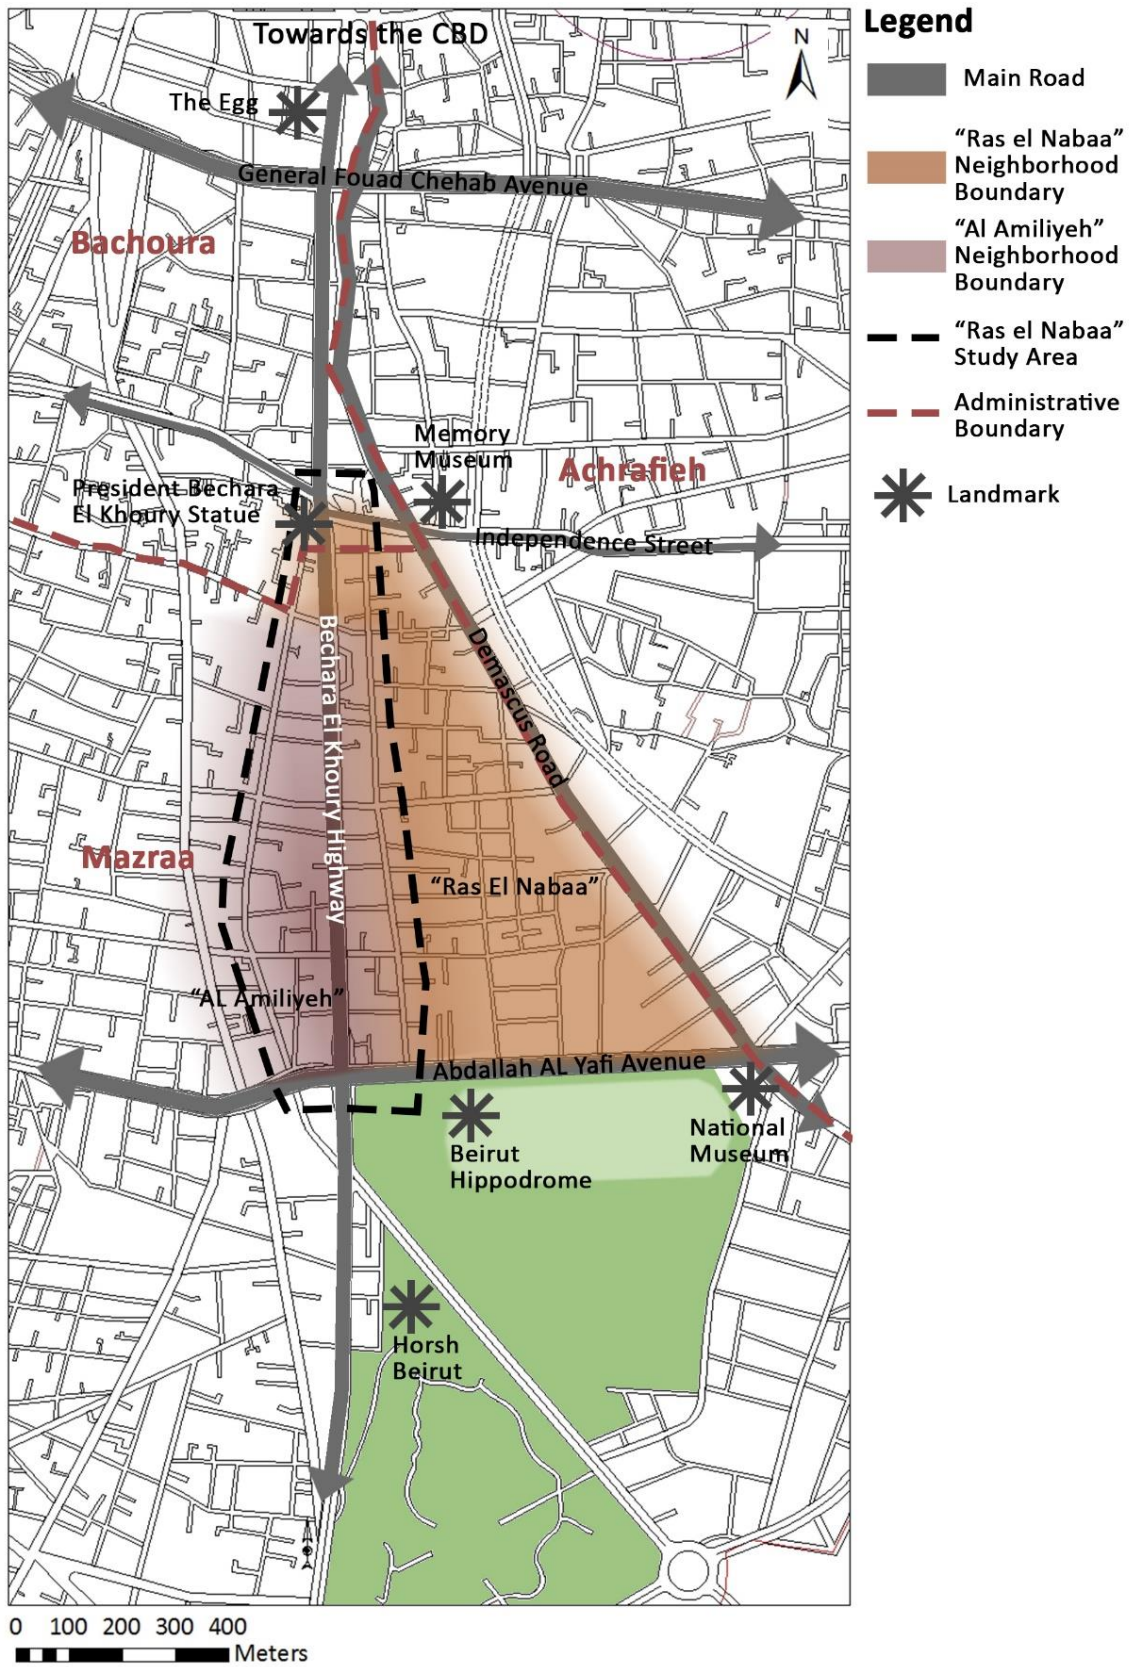 Towards the CBD
N
The Egg
General Fouad Chehab Avenue
Bachoura
Memory
Museum
Achrafieh
President Bechara
El Khoury Statue
Independence Street
Bechara El Khoury Highway
Demascus Road
Mazraa
“Ras El Nabaa”
“AL Amiliyeh”
Abdallah AL Yafi Avenue
Beirut
Hippodrome
National
Museum
Horsh
Beirut
0 100 200 300 400
Meters
Legend
Main Road
“Ras el Nabaa”
Neighborhood
Boundary
“Al Amiliyeh”
Neighborhood
Boundary
“Ras el Nabaa”
Study Area
Administrative
Boundary
Landmark